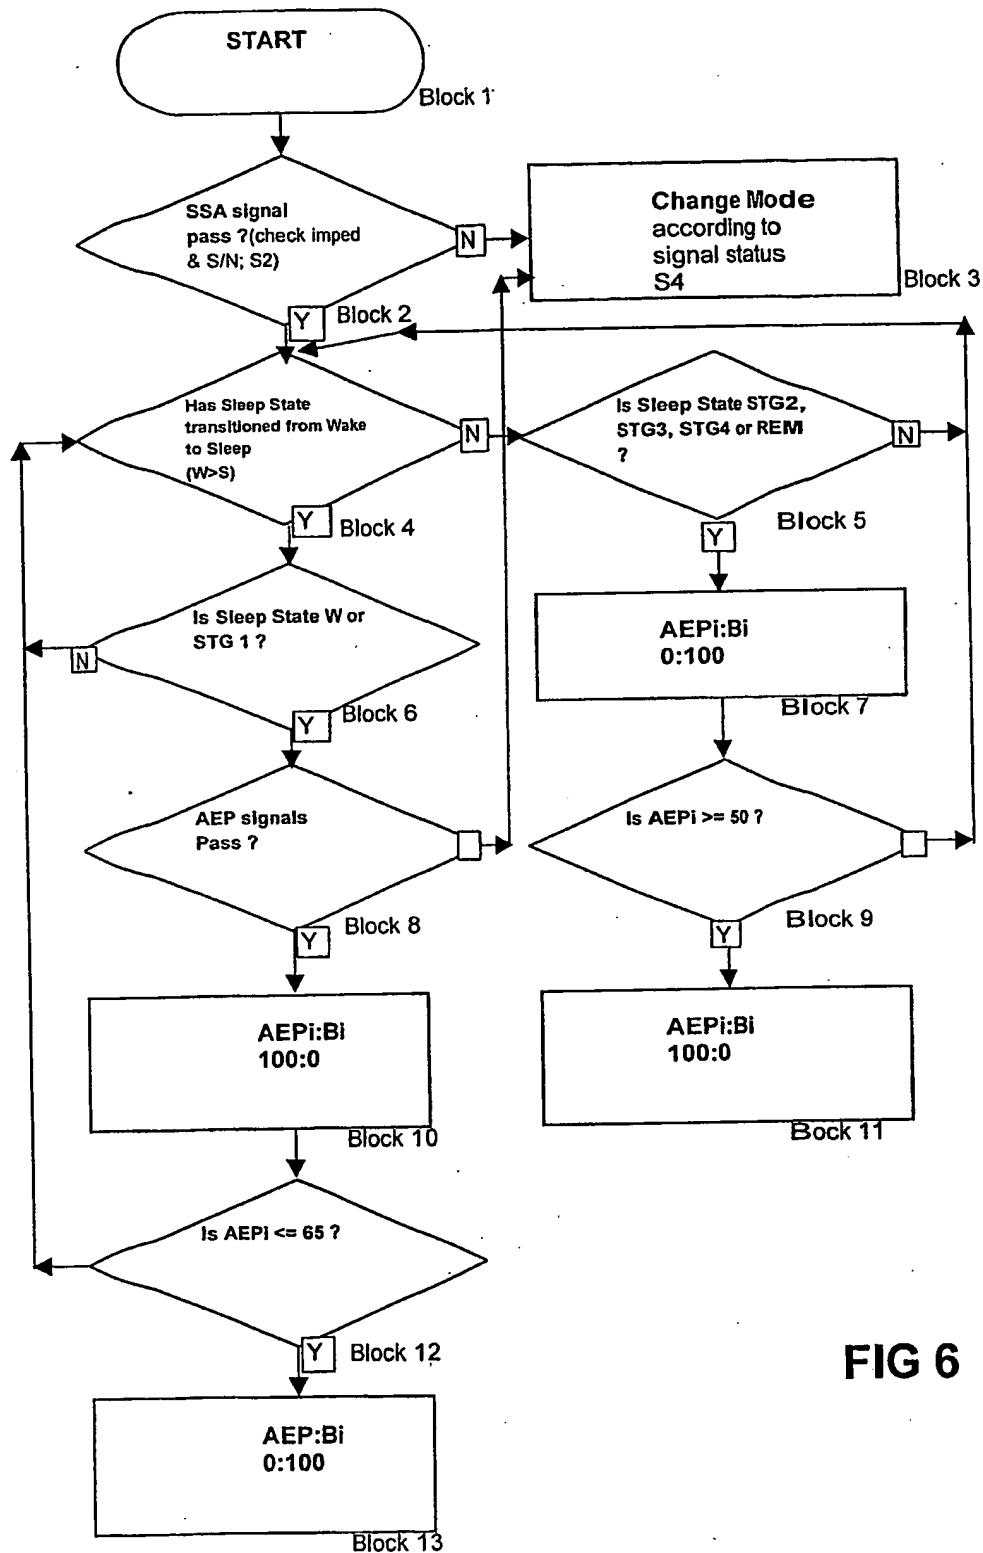 START
Block 1
SSA signal
pass ?(check imped
& S/N; S2)
N
Y
Block 2
Change Mode
according to
signal status
S4
Block 3
Has Sleep State
transitioned from Wake
to Sleep
(W>S)
N
Y
Block 4
Is Sleep State STG2,
STG3, STG4 or REM
?
N
Y
Block 5
Is Sleep State W or
STG 1 ?
N
Y
Block 6
AEPi:Bi
0:100
Block 7
AEP signals
Pass ?
Y
Block 8
Is AEPi >= 50 ?
Y
Block 9
AEPi:Bi
100:0
Block 10
AEPi:Bi
100:0
Bock 11
Is AEPi <= 65 ?
Y
Block 12
AEP:Bi
0:100
Block 13
FIG 6